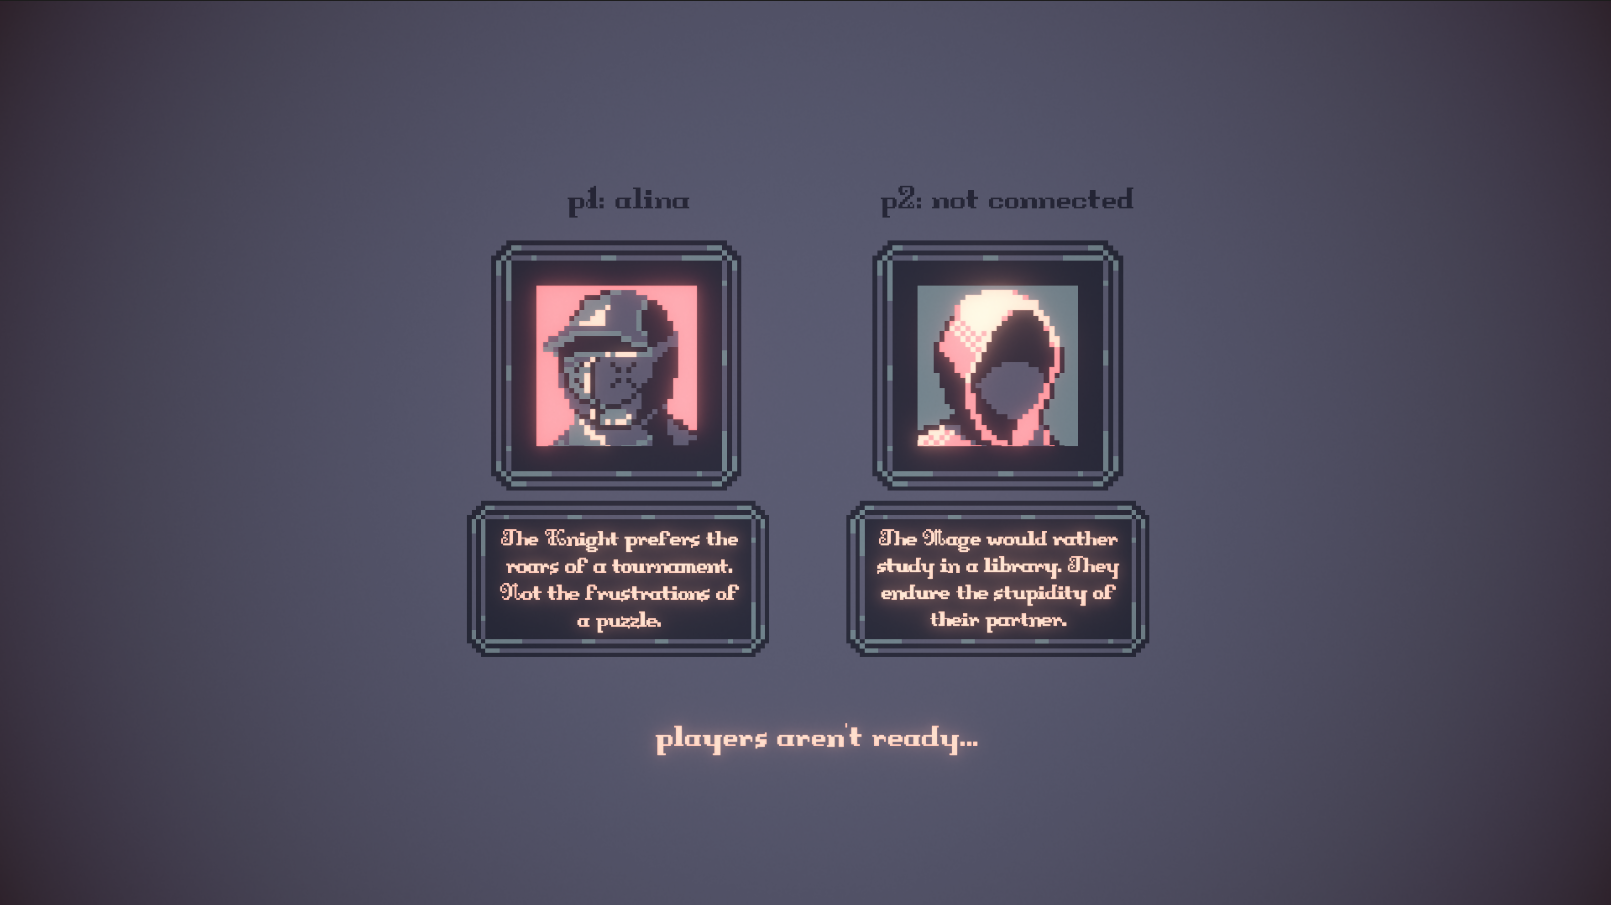 p1: alina
p2: not connected
The Knight prefers the
roars of a tournament.
Not the frustrations of
a puzzle.
The Mage would rather
study in a library. They
endure the stupidity of
their partner.
players aren't ready...